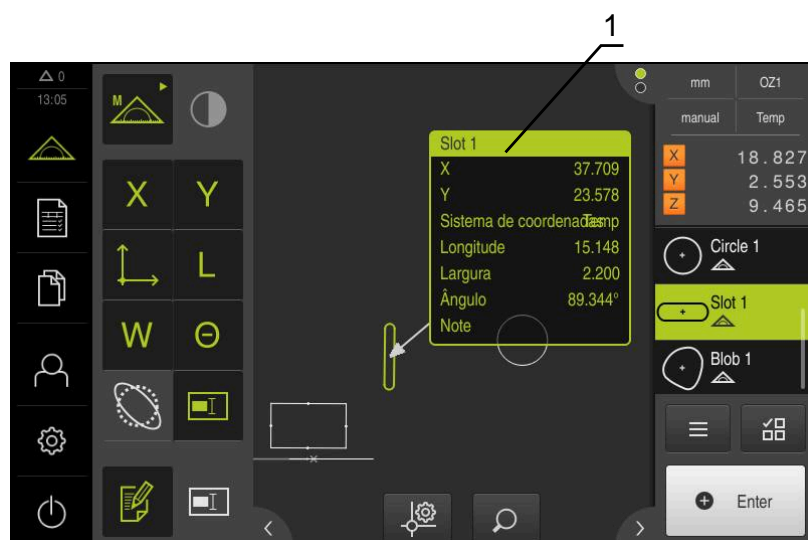 1
0
13:05
M
X
Y
L
W
Θ
Slot 1
X 37.709
Y 23.578
Sistema de coordenadas Temp
Longitude 15.148
Largura 2.200
Ângulo 89.344°
Note
mm
OZ1
manual
Temp
X 18.827
Y 2.553
Z 9.465
Circle 1
Slot 1
Blob 1
Enter